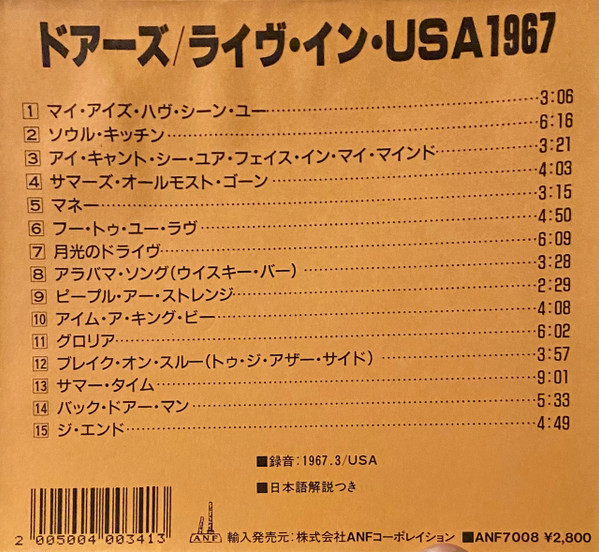 ドアーズ/ライヴ・イン・USA1967
1 マイ・アイズ・ハヴ・シーン・ユー 3:06
2 ソウル・キッチン 6:16
3 アイ・キャント・シー・ユア・フェイス・イン・マイ・マインド 3:21
4 サマーズ・オールモスト・ゴーン 4:03
5 マネー 3:15
6 フー・トゥ・ユー・ラヴ 4:50
7 月光のドライヴ 6:09
8 アラバマ・ソング(ウイスキー・バー) 3:28
9 ピープル・アー・ストレンジ 2:29
10 アイム・ア・キング・ビー 4:08
11 グロリア 6:02
12 ブレイク・オン・スルー(トゥ・ジ・アザー・サイド) 3:57
13 サマー・タイム 9:01
14 バック・ドアー・マン 5:33
15 ジ・エンド 4:49
■録音:1967.3/USA
■日本語解説つき
2 005004 003413 ANF 輸入発売元:株式会社ANFコーポレイション ■ANF7008 ¥2,800